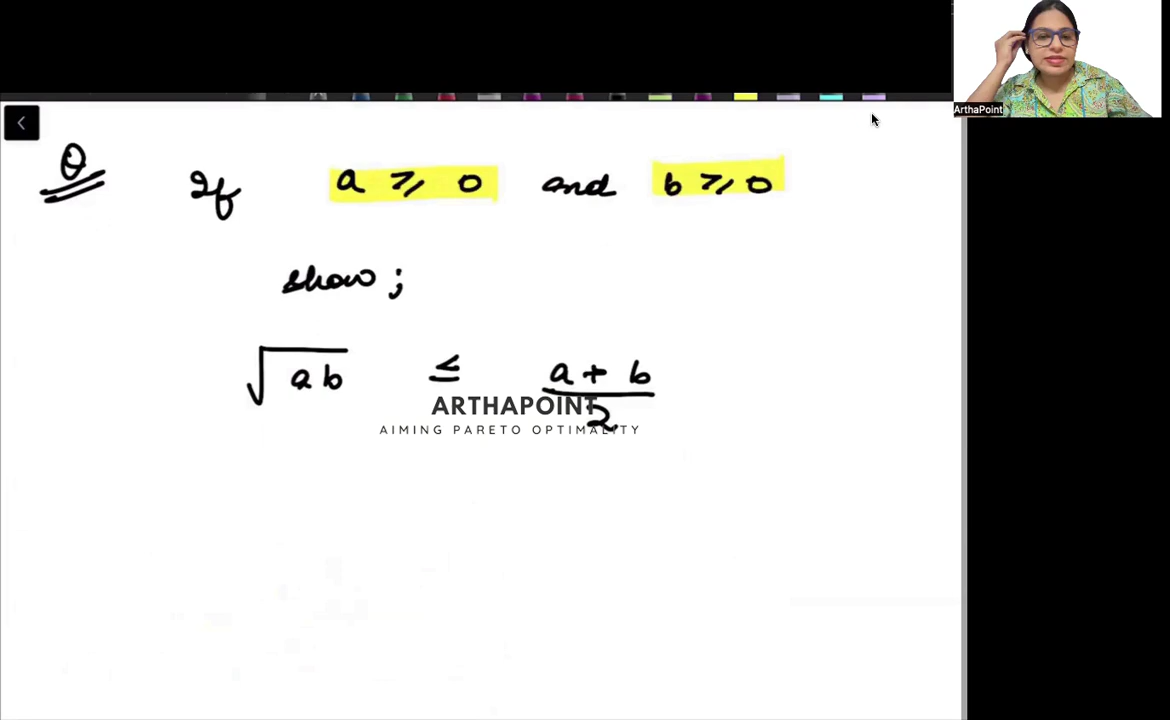 ArthaPoint
Q If a ≥ 0 and b ≥ 0
show;
√ab ≤ a + b / 2
ARTHAPOINT
AIMING PARETO OPTIMALITY